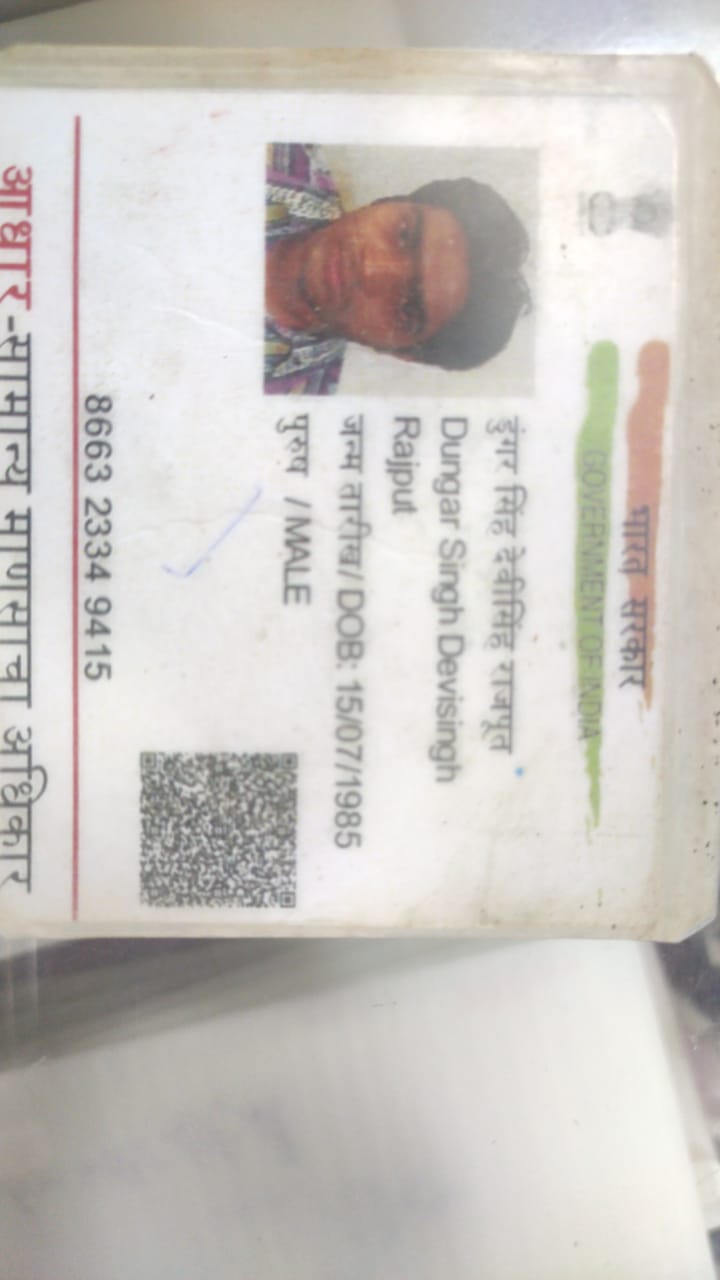 भारत सरकार
GOVERNMENT OF INDIA
डुंगर सिंह देवीसिंह राजपूत
Dungar Singh Devisingh
Rajput
जन्म तारीख / DOB: 15/07/1985
पुरुष / MALE
8663 2334 9415
आधार-सामान्य माणसाचा अधिकार